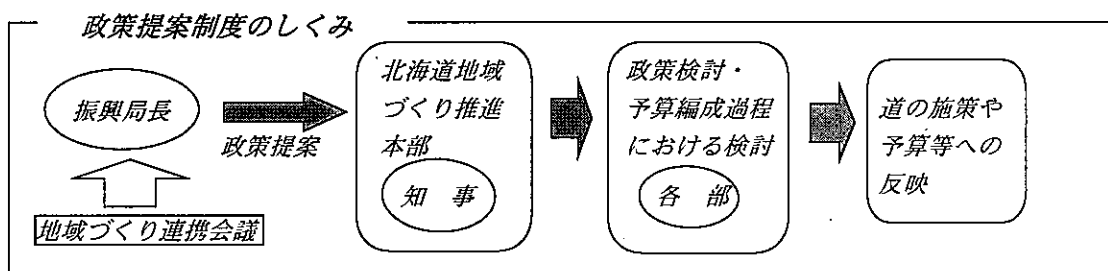 政策提案制度のしくみ
振興局長
政策提案
地域づくり連携会議
北海道地域
づくり推進
本部
知 事
政策検討・
予算編成過程
における検討
各 部
道の施策や
予算等への
反映